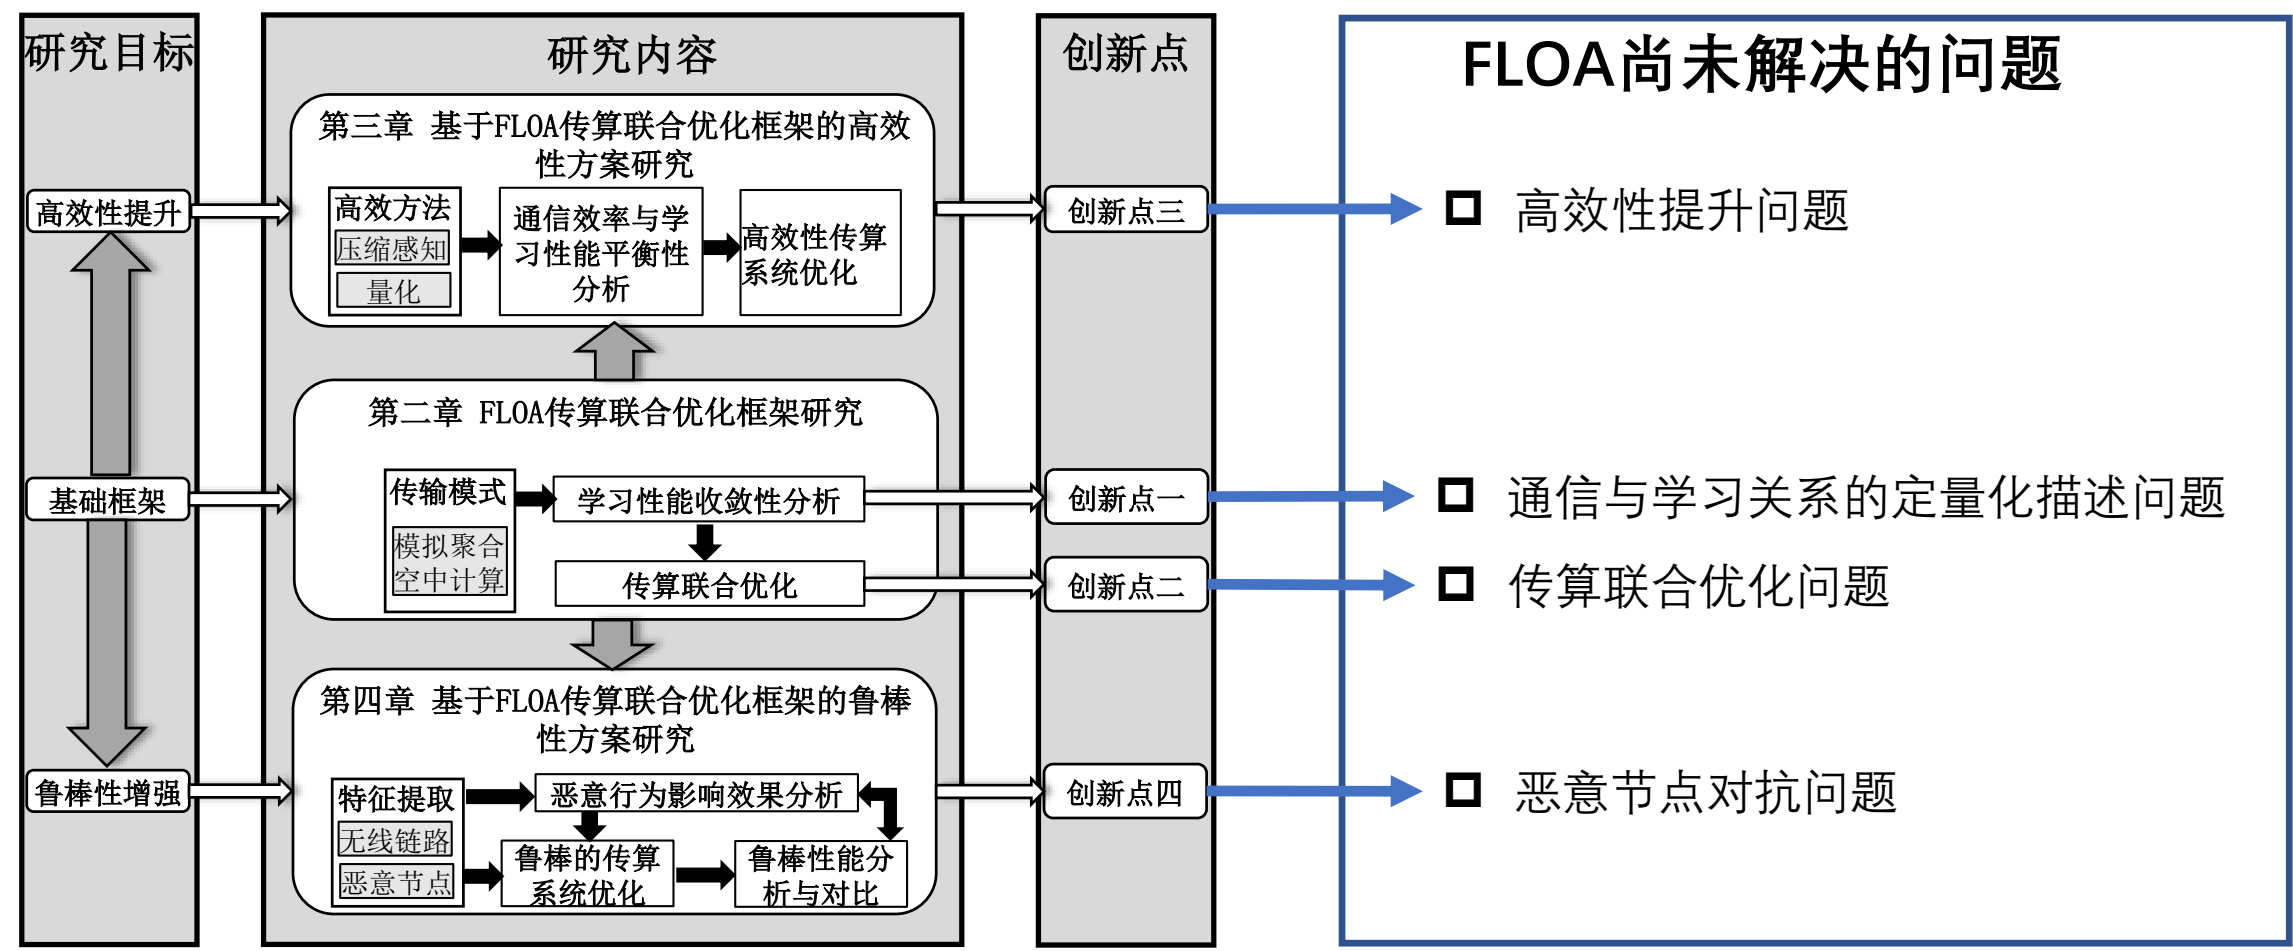 研究目标
研究内容
创新点
FLOA尚未解决的问题
第三章 基于FLOA传算联合优化框架的高效
性方案研究
高效性提升
高效方法
压缩感知
量化
通信效率与学
习性能平衡性
分析
高效性传算
系统优化
创新点三
高效性提升问题
第二章 FLOA传算联合优化框架研究
基础框架
传输模式
模拟聚合
空中计算
学习性能收敛性分析
传算联合优化
创新点一
通信与学习关系的定量化描述问题
创新点二
传算联合优化问题
第四章 基于FLOA传算联合优化框架的鲁棒
性方案研究
鲁棒性增强
特征提取
无线链路
恶意节点
恶意行为影响效果分析
鲁棒的传算
系统优化
鲁棒性能分
析与对比
创新点四
恶意节点对抗问题